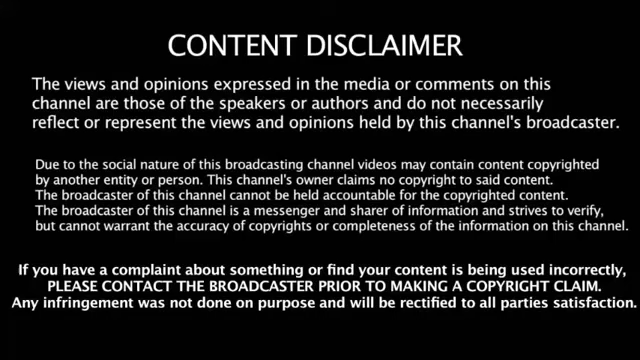 CONTENT DISCLAIMER
The views and opinions expressed in the media or comments on this
channel are those of the speakers or authors and do not necessarily
reflect or represent the views and opinions held by this channel's broadcaster.
Due to the social nature of this broadcasting channel videos may contain content copyrighted
by another entity or person. This channel's owner claims no copyright to said content.
The broadcaster of this channel cannot be held accountable for the copyrighted content.
The broadcaster of this channel is a messenger and sharer of information and strives to verify,
but cannot warrant the accuracy of copyrights or completeness of the information on this channel.
If you have a complaint about something or find your content is being used incorrectly,
PLEASE CONTACT THE BROADCASTER PRIOR TO MAKING A COPYRIGHT CLAIM.
Any infringement was not done on purpose and will be rectified to all parties satisfaction.